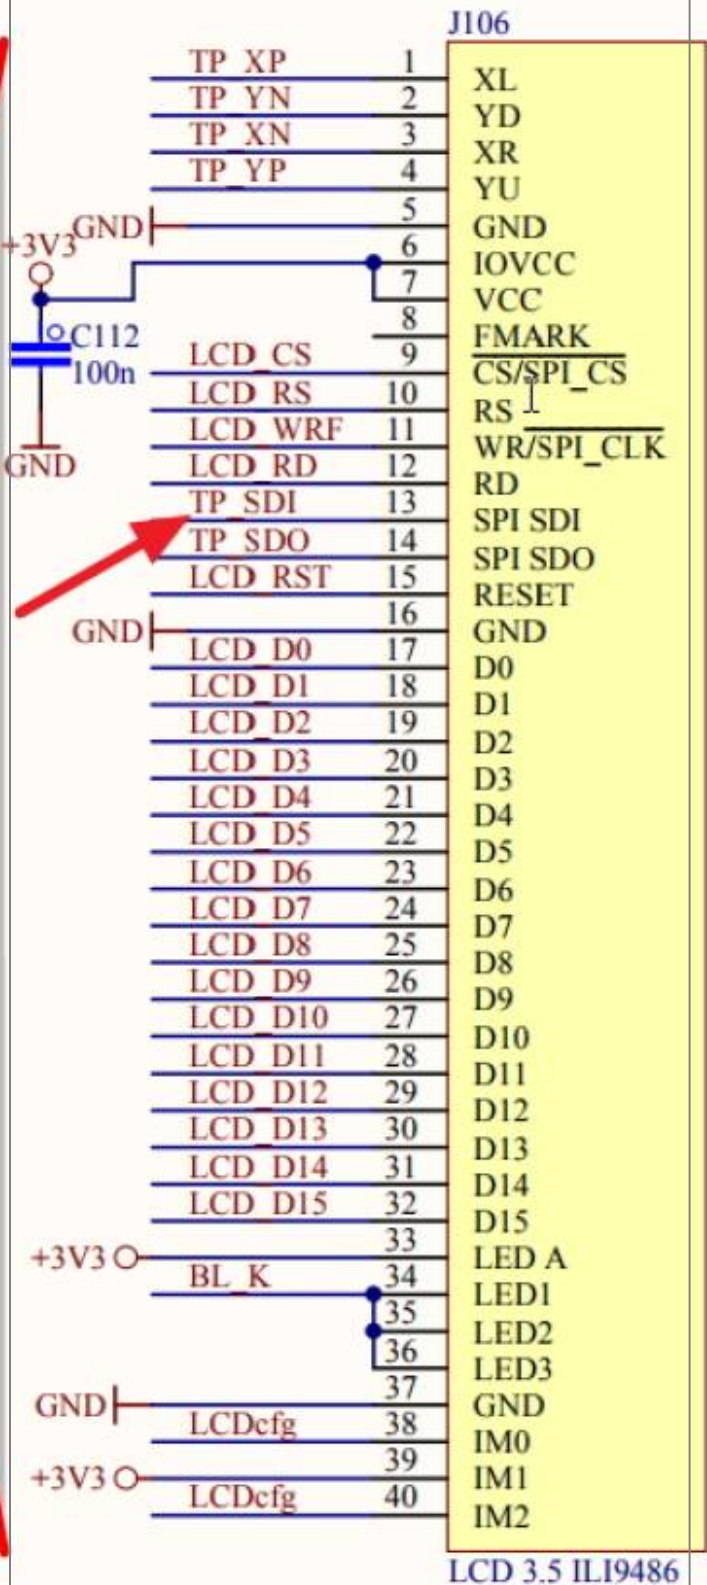 J106
TP_XP 1 XL
TP_YN 2 YD
TP_XN 3 XR
TP_YP 4 YU
GND 5 GND
+3V3 6 IOVCC
7 VCC
8 FMARK
C112
100n
GND
LCD_CS 9 CS/SPI_CS
LCD_RS 10 RS
LCD_WRF 11 WR/SPI_CLK
LCD_RD 12 RD
TP_SDI 13 SPI SDI
TP_SDO 14 SPI SDO
LCD_RST 15 RESET
GND 16 GND
LCD_D0 17 D0
LCD_D1 18 D1
LCD_D2 19 D2
LCD_D3 20 D3
LCD_D4 21 D4
LCD_D5 22 D5
LCD_D6 23 D6
LCD_D7 24 D7
LCD_D8 25 D8
LCD_D9 26 D9
LCD_D10 27 D10
LCD_D11 28 D11
LCD_D12 29 D12
LCD_D13 30 D13
LCD_D14 31 D14
LCD_D15 32 D15
+3V3 33 LED A
BL_K 34 LED1
35 LED2
36 LED3
GND 37 GND
LCDcfg 38 IM0
+3V3 39 IM1
LCDcfg 40 IM2
LCD 3.5 ILI9486